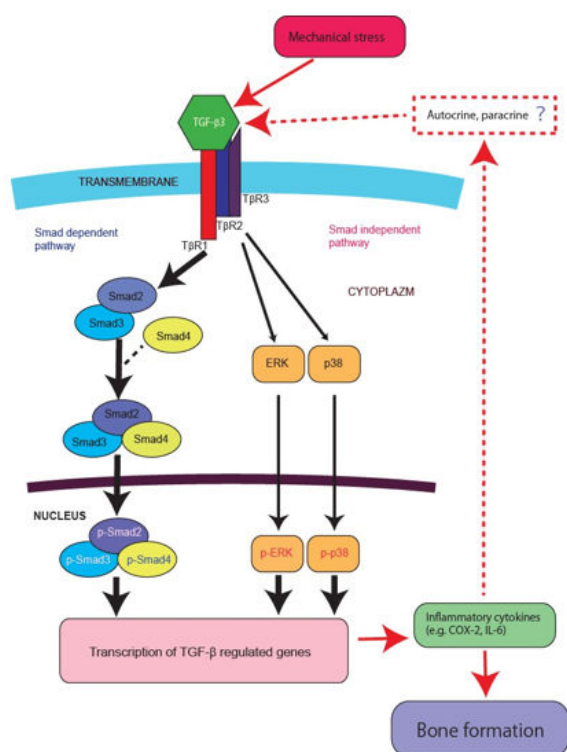 Mechanical stress
TGF-β3
Autocrine, paracrine ?
TRANSMEMBRANE
TβR3
TβR2
TβR1
Smad dependent
pathway
Smad independent
pathway
CYTOPLAZM
Smad2
Smad3
Smad4
ERK
p38
Smad2
Smad3
Smad4
NUCLEUS
p-Smad2
p-Smad3
p-Smad4
p-ERK
p-p38
Transcription of TGF-β regulated genes
Inflammatory cytokines
(e.g. COX-2, IL-6)
Bone formation